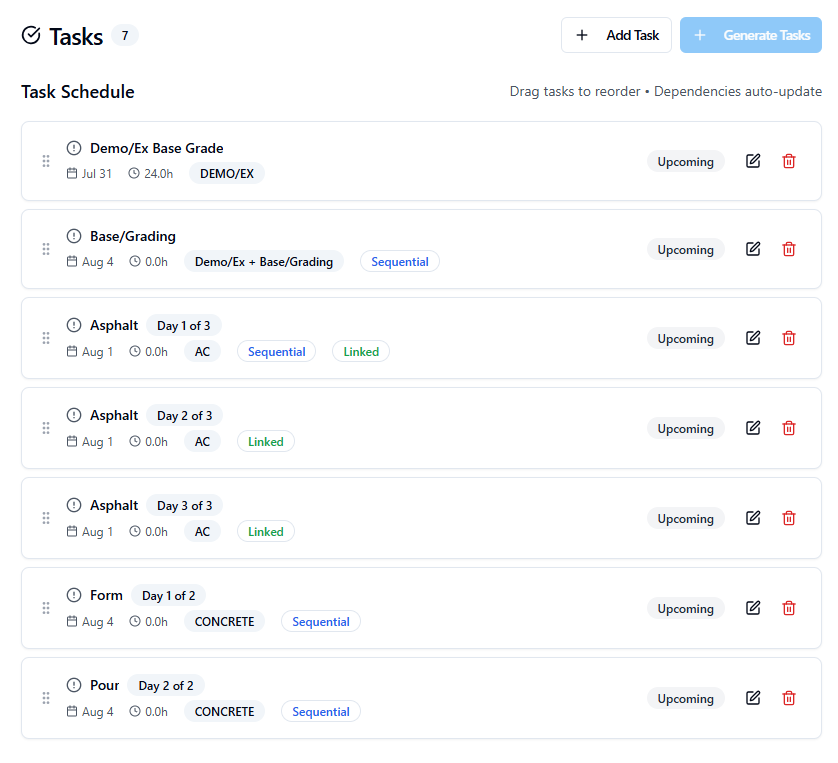 Tasks 7 + Add Task + Generate Tasks
Task Schedule Drag tasks to reorder • Dependencies auto-update
Demo/Ex Base Grade
Jul 31 24.0h DEMO/EX Upcoming
Base/Grading
Aug 4 0.0h Demo/Ex + Base/Grading Sequential Upcoming
Asphalt Day 1 of 3
Aug 1 0.0h AC Sequential Linked Upcoming
Asphalt Day 2 of 3
Aug 1 0.0h AC Linked Upcoming
Asphalt Day 3 of 3
Aug 1 0.0h AC Linked Upcoming
Form Day 1 of 2
Aug 4 0.0h CONCRETE Sequential Upcoming
Pour Day 2 of 2
Aug 4 0.0h CONCRETE Sequential Upcoming